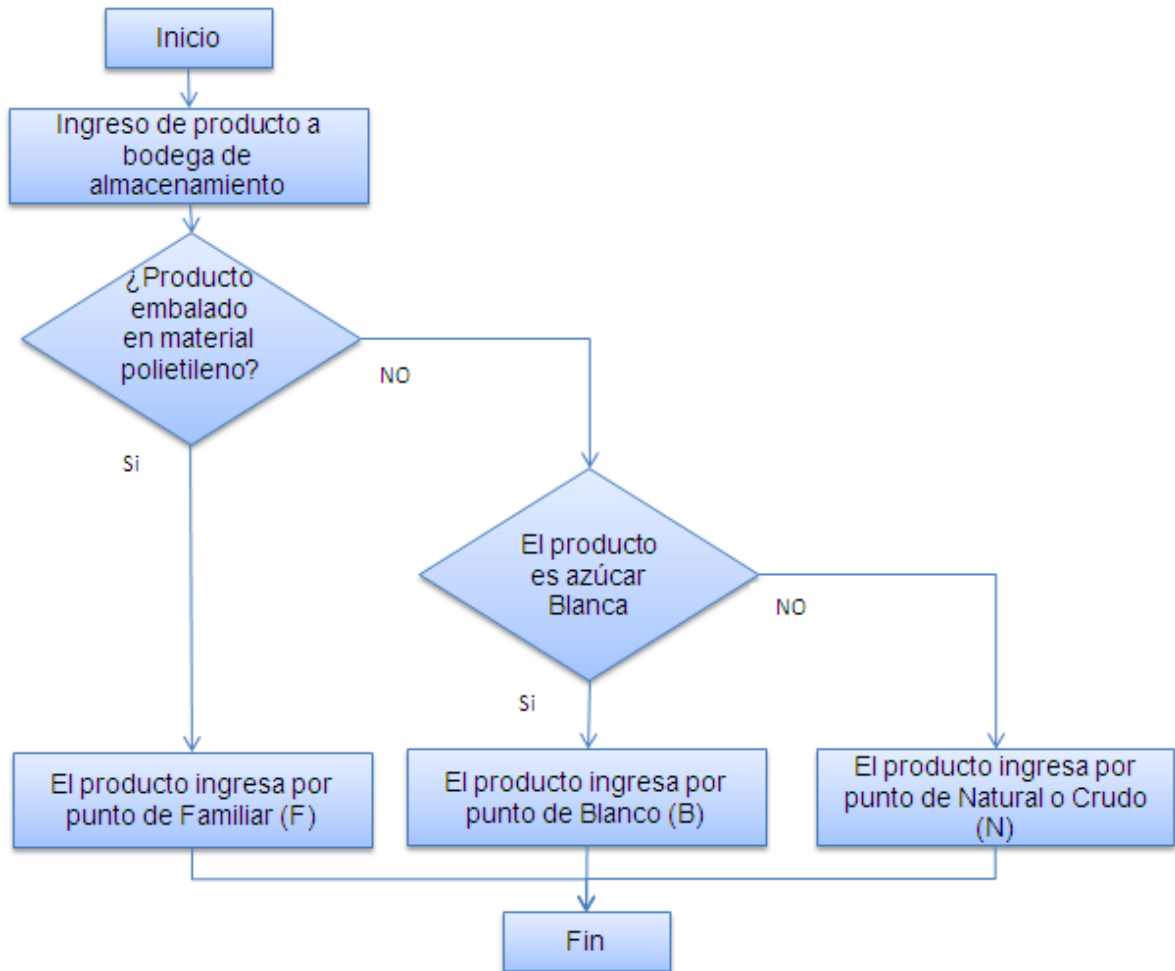 Inicio
Ingreso de producto a
bodega de
almacenamiento
¿Producto
embalado
en material
polietileno?
NO
Si
El producto
es azúcar
Blanca
NO
Si
El producto ingresa por
punto de Familiar (F)
El producto ingresa por
punto de Blanco (B)
El producto ingresa por
punto de Natural o Crudo
(N)
Fin